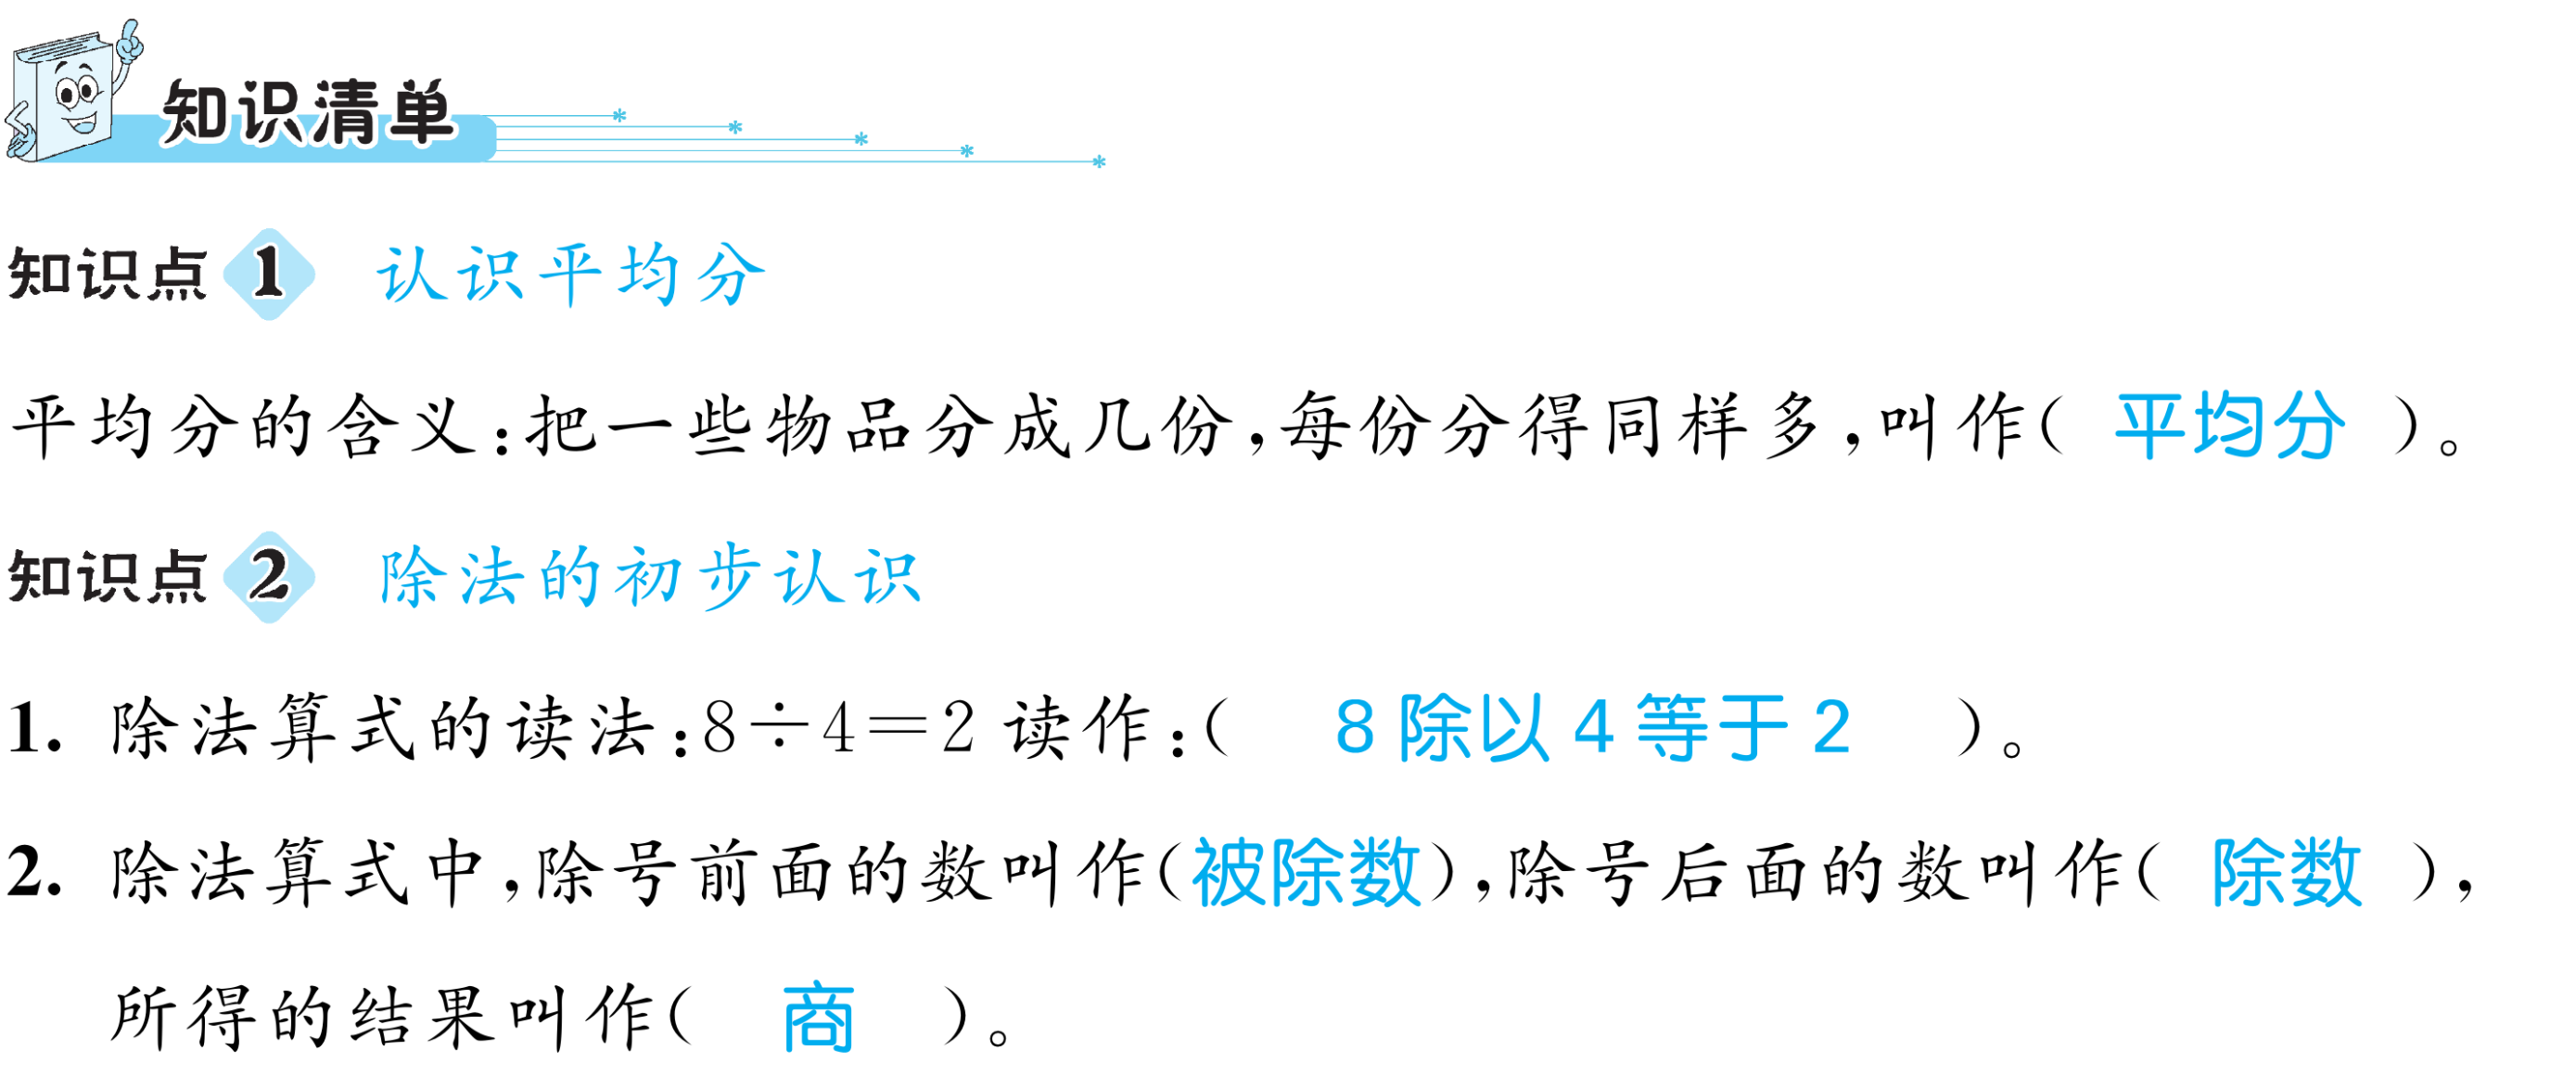 知识清单
知识点 1 认识平均分
平均分的含义:把一些物品分成几份,每份分得同样多,叫作( 平均分 )。
知识点 2 除法的初步认识
1. 除法算式的读法:8÷4=2 读作:( 8 除以 4 等于 2 )。
2. 除法算式中,除号前面的数叫作(被除数),除号后面的数叫作( 除数 ),
所得的结果叫作( 商 )。